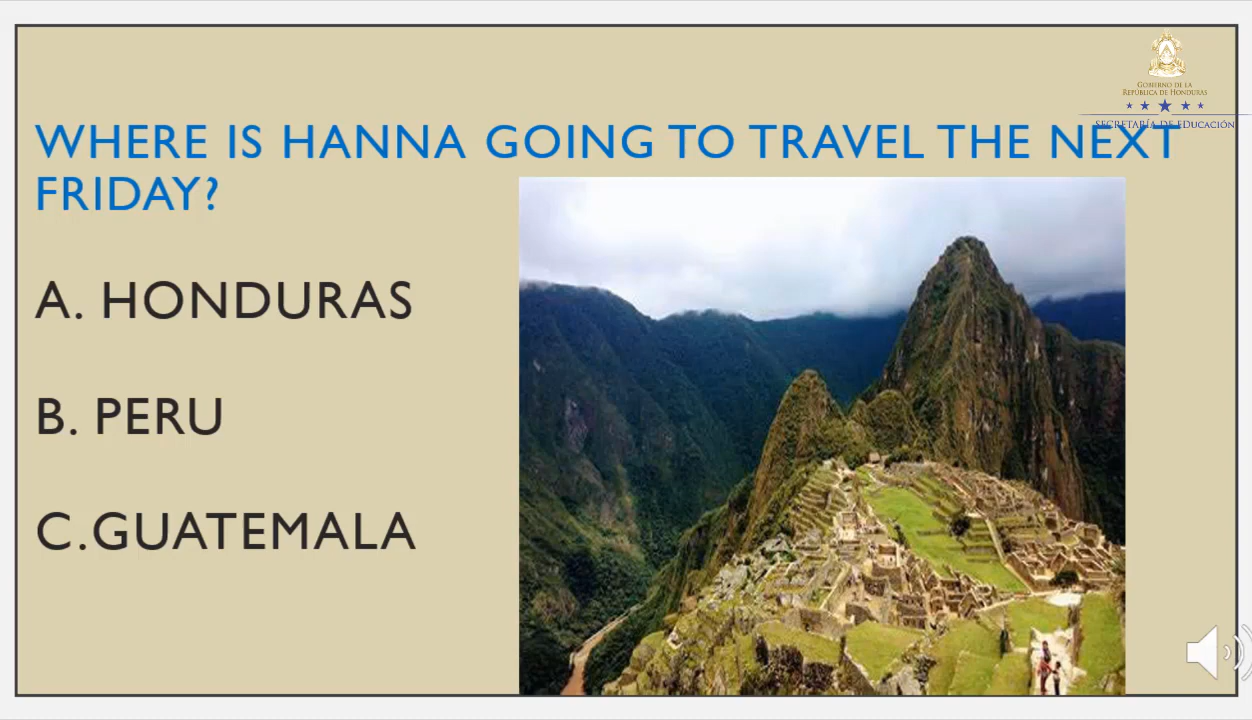 GOBIERNO DE LA
REPÚBLICA DE HONDURAS
SECRETARÍA DE EDUCACIÓN
WHERE IS HANNA GOING TO TRAVEL THE NEXT
FRIDAY?
A. HONDURAS
B. PERU
C.GUATEMALA